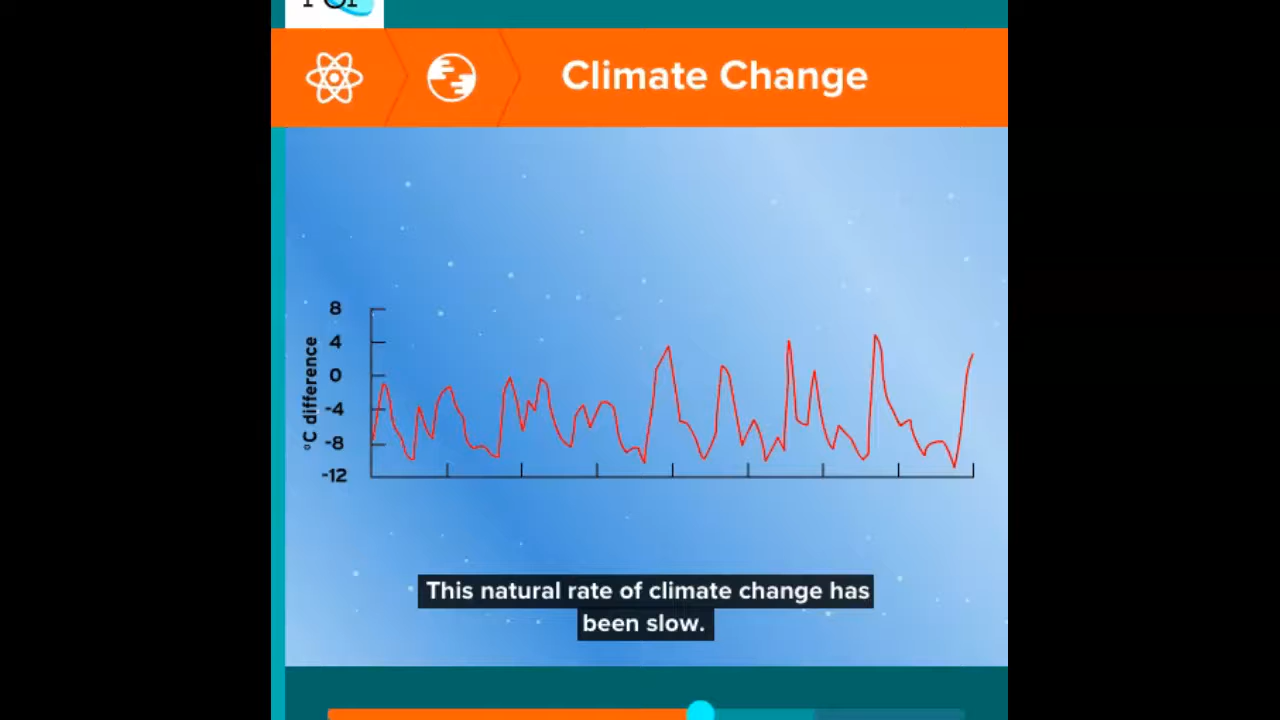 Climate Change
8
4
0
-4
-8
-12
°C difference
This natural rate of climate change has
been slow.